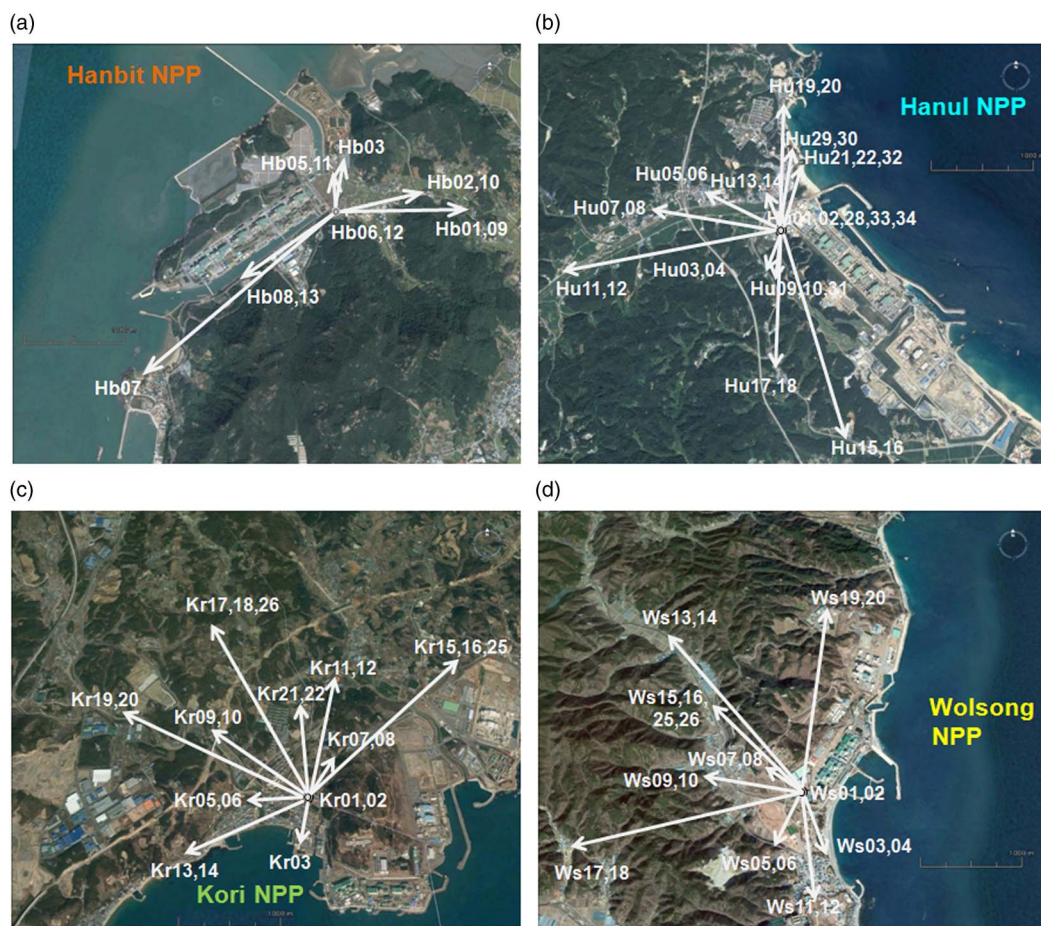 (a)
Hanbit NPP
Hb05,11
Hb03
Hb02,10
Hb01,09
Hb06,12
Hb08,13
Hb07
(b)
Hanul NPP
Hu19,20
Hu29,30
Hu21,22,32
Hu05,06
Hu13,14
Hu07,08
Hu01,02,28,33,34
Hu03,04
Hu11,12
Hu09,10,31
Hu17,18
Hu15,16
1000 m
(c)
Kr17,18,26
Kr15,16,25
Kr11,12
Kr21,22
Kr19,20
Kr09,10
Kr07,08
Kr05,06
Kr01,02
Kr03
Kr13,14
Kori NPP
1000 m
(d)
Ws19,20
Ws13,14
Ws15,16
25,26
Wolsong
NPP
Ws07,08
Ws09,10
Ws01,02
Ws03,04
Ws05,06
Ws17,18
Ws11,12
1000 m